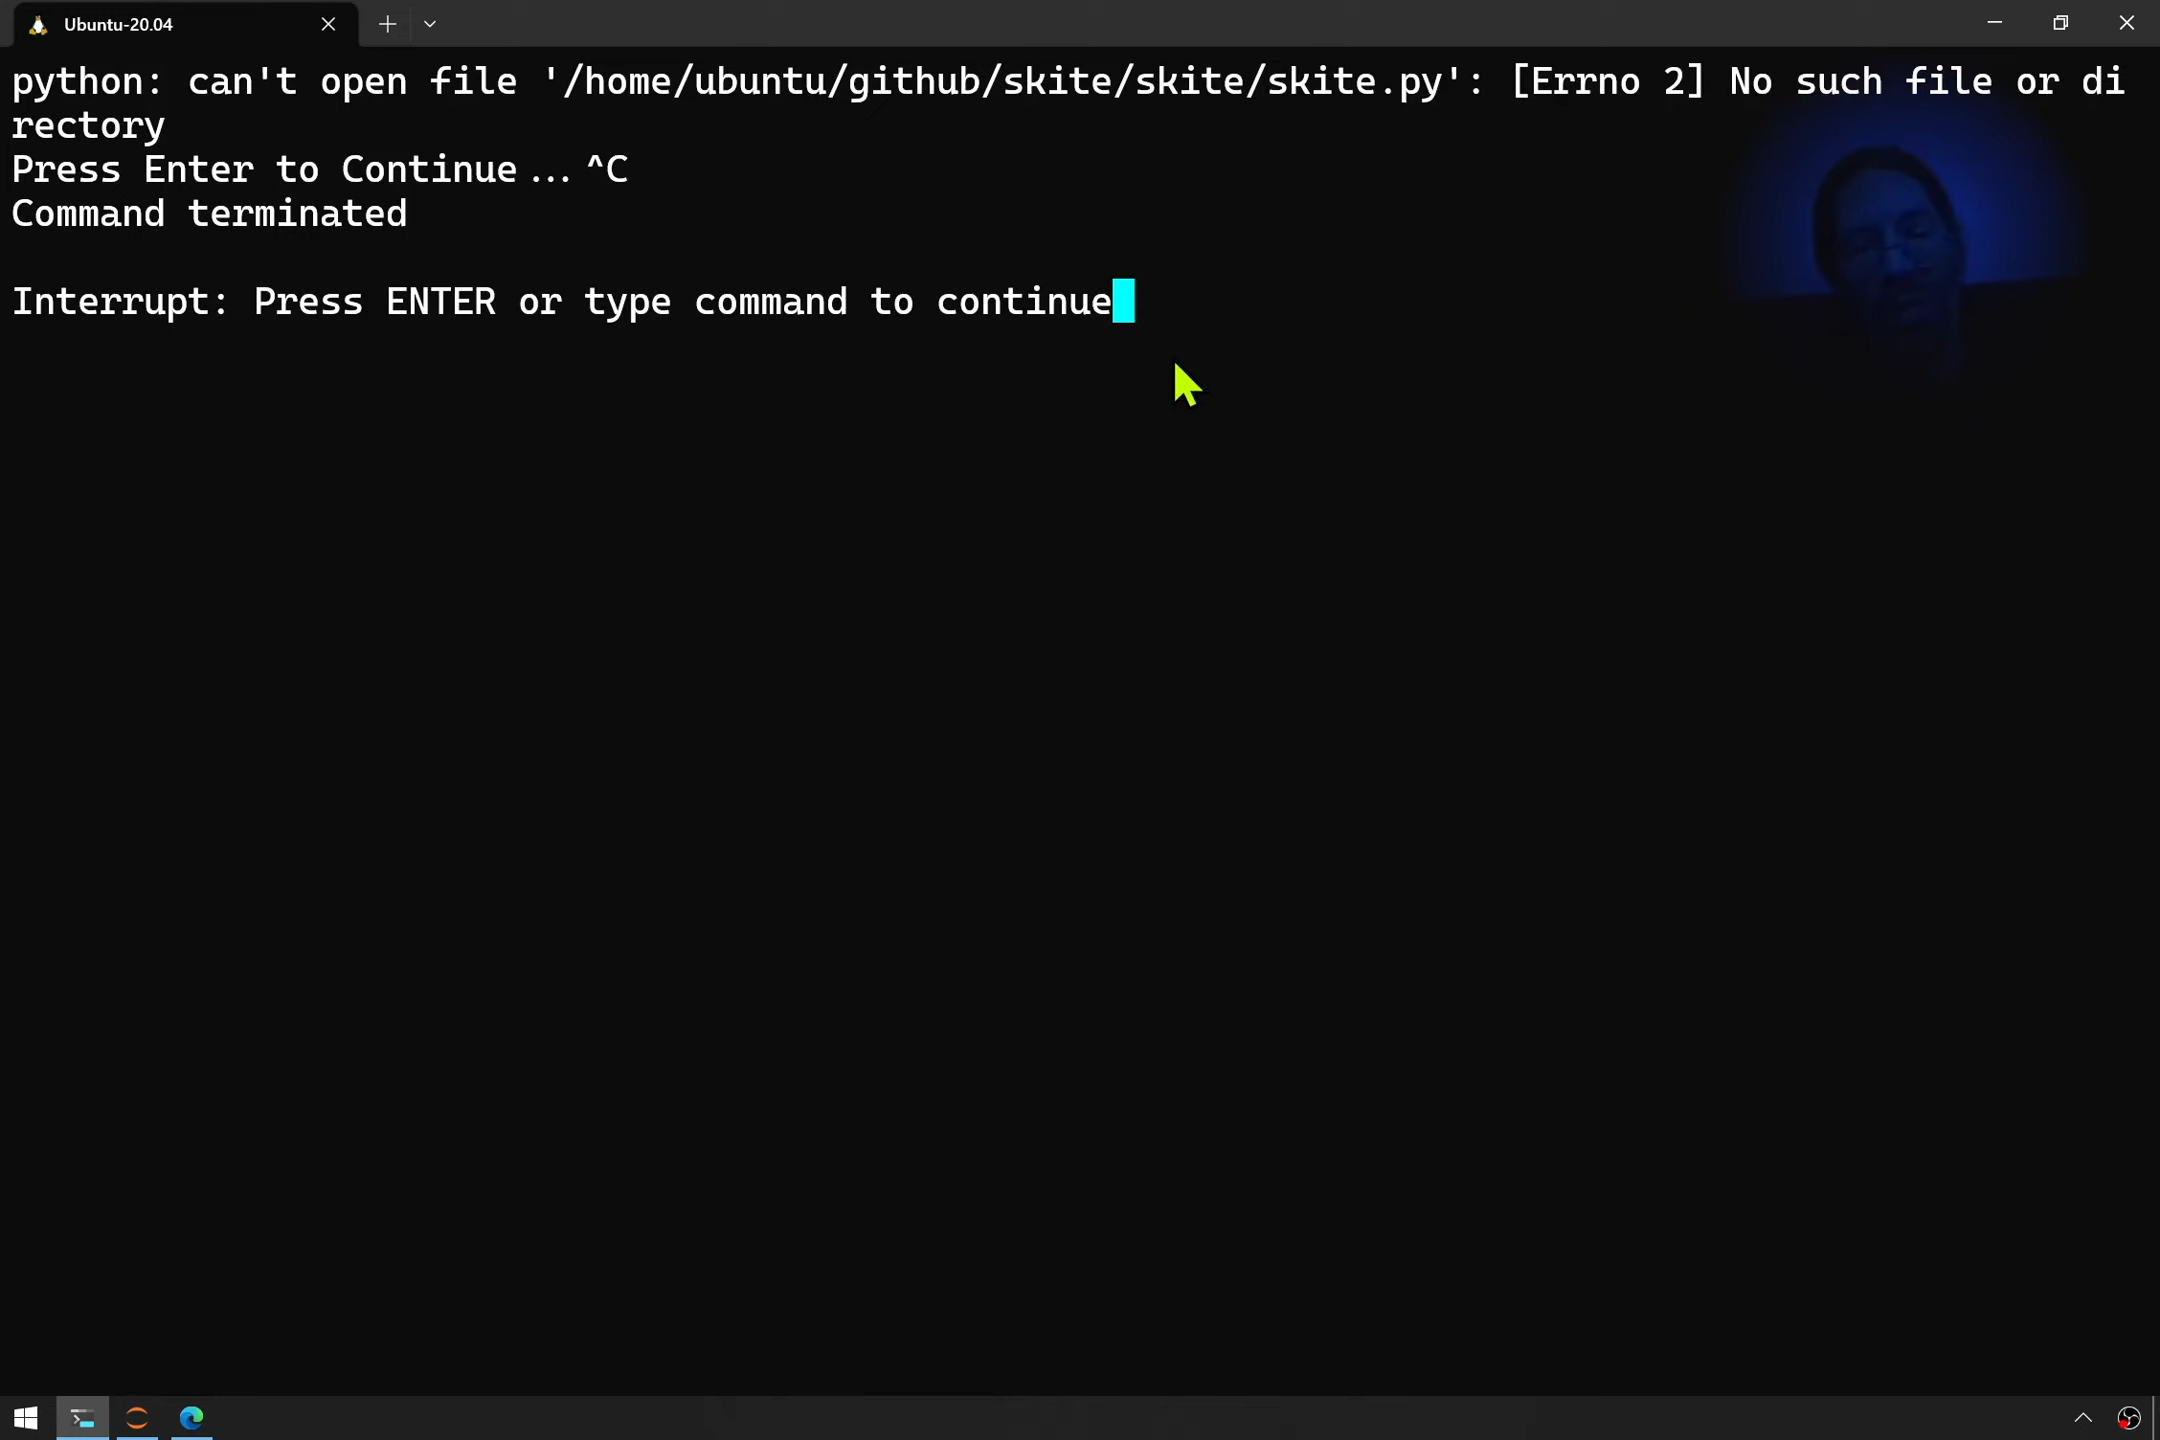 Ubuntu-20.04
python: can't open file '/home/ubuntu/github/skite/skite/skite.py': [Errno 2] No such file or di
rectory
Press Enter to Continue... ^C
Command terminated
Interrupt: Press ENTER or type command to continue